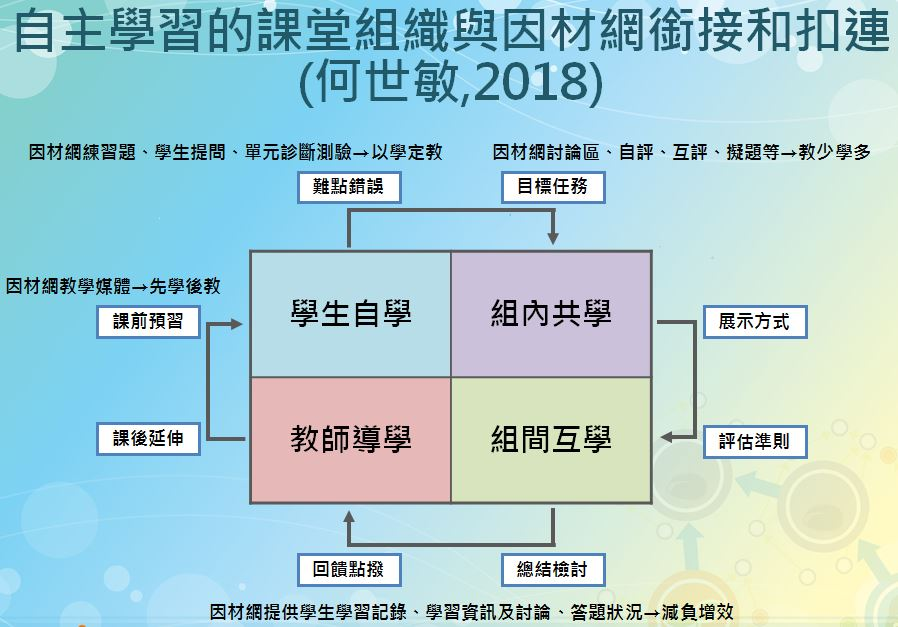 自主學習的課堂組織與因材網銜接和扣連
(何世敏,2018)
因材網練習題、學生提問、單元診斷測驗→以學定教
因材網討論區、自評、互評、擬題等→教少學多
難點錯誤
目標任務
因材網教學媒體→先學後教
課前預習
學生自學
組內共學
展示方式
課後延伸
教師導學
組間互學
評估準則
回饋點撥
總結檢討
因材網提供學生學習記錄、學習資訊及討論、答題狀況→減負增效